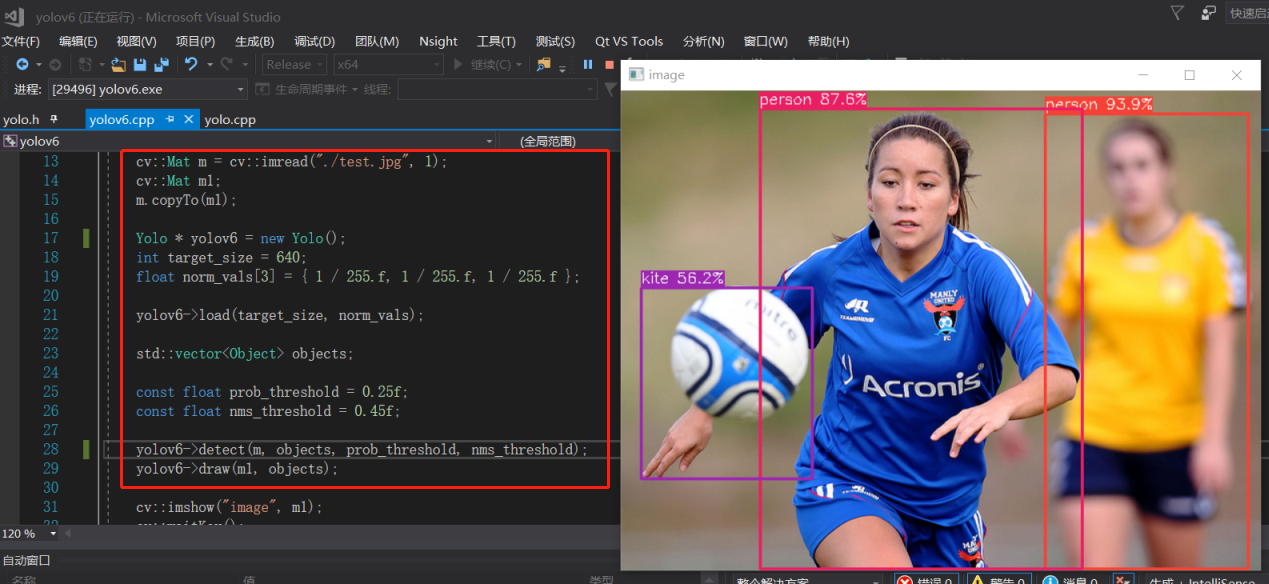 yolov6 (正在运行) - Microsoft Visual Studio
快速启动
文件(F) 编辑(E) 视图(V) 项目(P) 生成(B) 调试(D) 团队(M) Nsight 工具(T) 测试(S) Qt VS Tools 分析(N) 窗口(W) 帮助(H)
Release x64 继续(C)
进程: [29496] yolov6.exe 生命周期事件 线程:
yolo.h yolov6.cpp yolo.cpp
yolov6 (全局范围)
13 cv::Mat m = cv::imread("./test.jpg", 1);
14 cv::Mat m1;
15 m.copyTo(m1);
16
17 Yolo * yolov6 = new Yolo();
18 int target_size = 640;
19 float norm_vals[3] = { 1 / 255.f, 1 / 255.f, 1 / 255.f };
20
21 yolov6->load(target_size, norm_vals);
22
23 std::vector<Object> objects;
24
25 const float prob_threshold = 0.25f;
26 const float nms_threshold = 0.45f;
27
28 yolov6->detect(m, objects, prob_threshold, nms_threshold);
29 yolov6->draw(m1, objects);
30
31 cv::imshow("image", m1);
120 %
自动窗口
名称 值 类型
image
person 87.6%
person 93.9%
kite 56.2%
mitre
MANLY
UNITED
FC
Acronis
整个解决方案 错误 0 警告 0 消息 0 生成 + IntelliSense